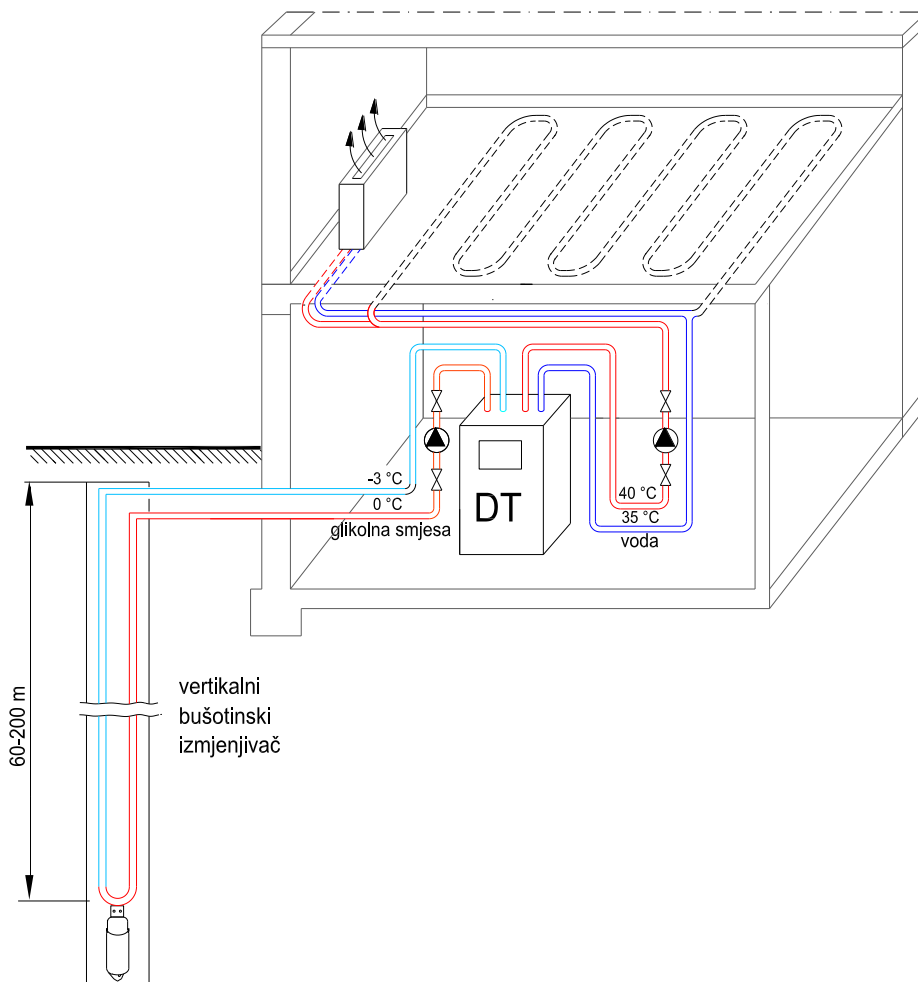 -3 °C
0 °C
glikolna smjesa
DT
40 °C
35 °C
voda
60-200 m
vertikalni
bušotinski
izmjenjivač